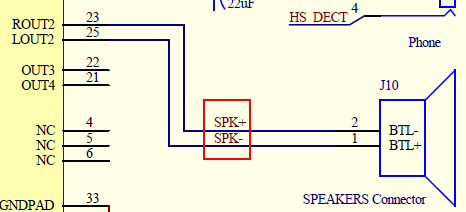 22uF
ROUT2 23
LOUT2 25
HS_DECT 4
Phone
OUT3 22
OUT4 21
J10
SPK+ 2 BTL-
SPK- 1 BTL+
NC 4
NC 5
NC 6
SPEAKERS Connector
GNDPAD 33